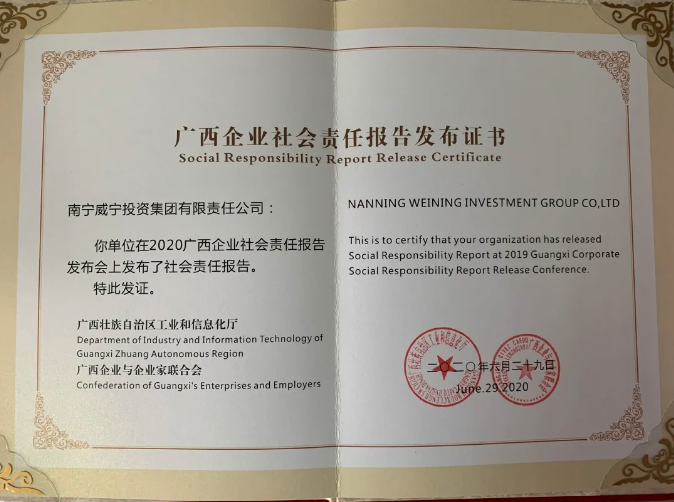 广西企业社会责任报告发布证书
Social Responsibility Report Release Certificate
南宁威宁投资集团有限责任公司：
你单位在2020广西企业社会责任报告
发布会上发布了社会责任报告。
特此发证。
广西壮族自治区工业和信息化厅
Department of Industry and Information Technology of
Guangxi Zhuang Autonomous Region
广西企业与企业家联合会
Confederation of Guangxi's Enterprises and Employers
NANNING WEINING INVESTMENT GROUP CO,LTD
This is to certify that your organization has released
Social Responsibility Report at 2019 Guangxi Corporate
Social Responsibility Report Release Conference.
二〇二〇年六月二十九日
June.29.2020